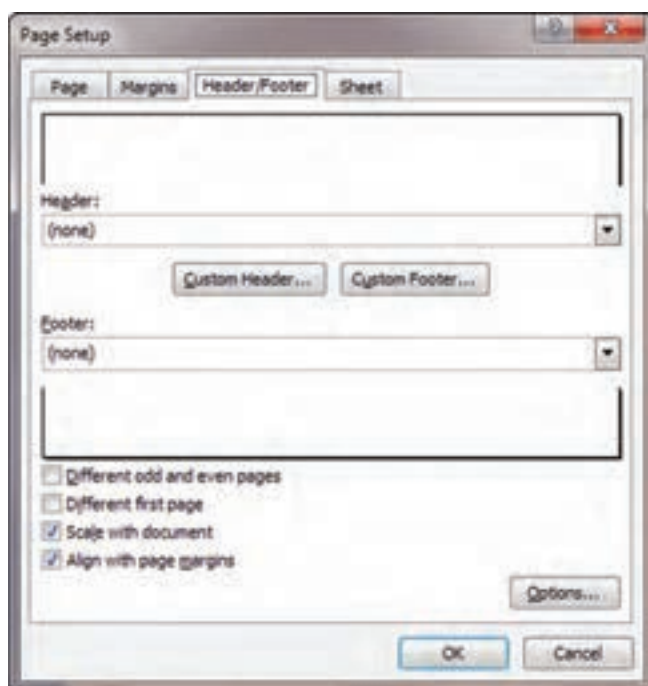 Page Setup
Page Margins Header/Footer Sheet
Header:
(none)
Custom Header... Custom Footer...
Footer:
(none)
Different odd and even pages
Different first page
Scale with document
Align with page margins
Options...
OK Cancel